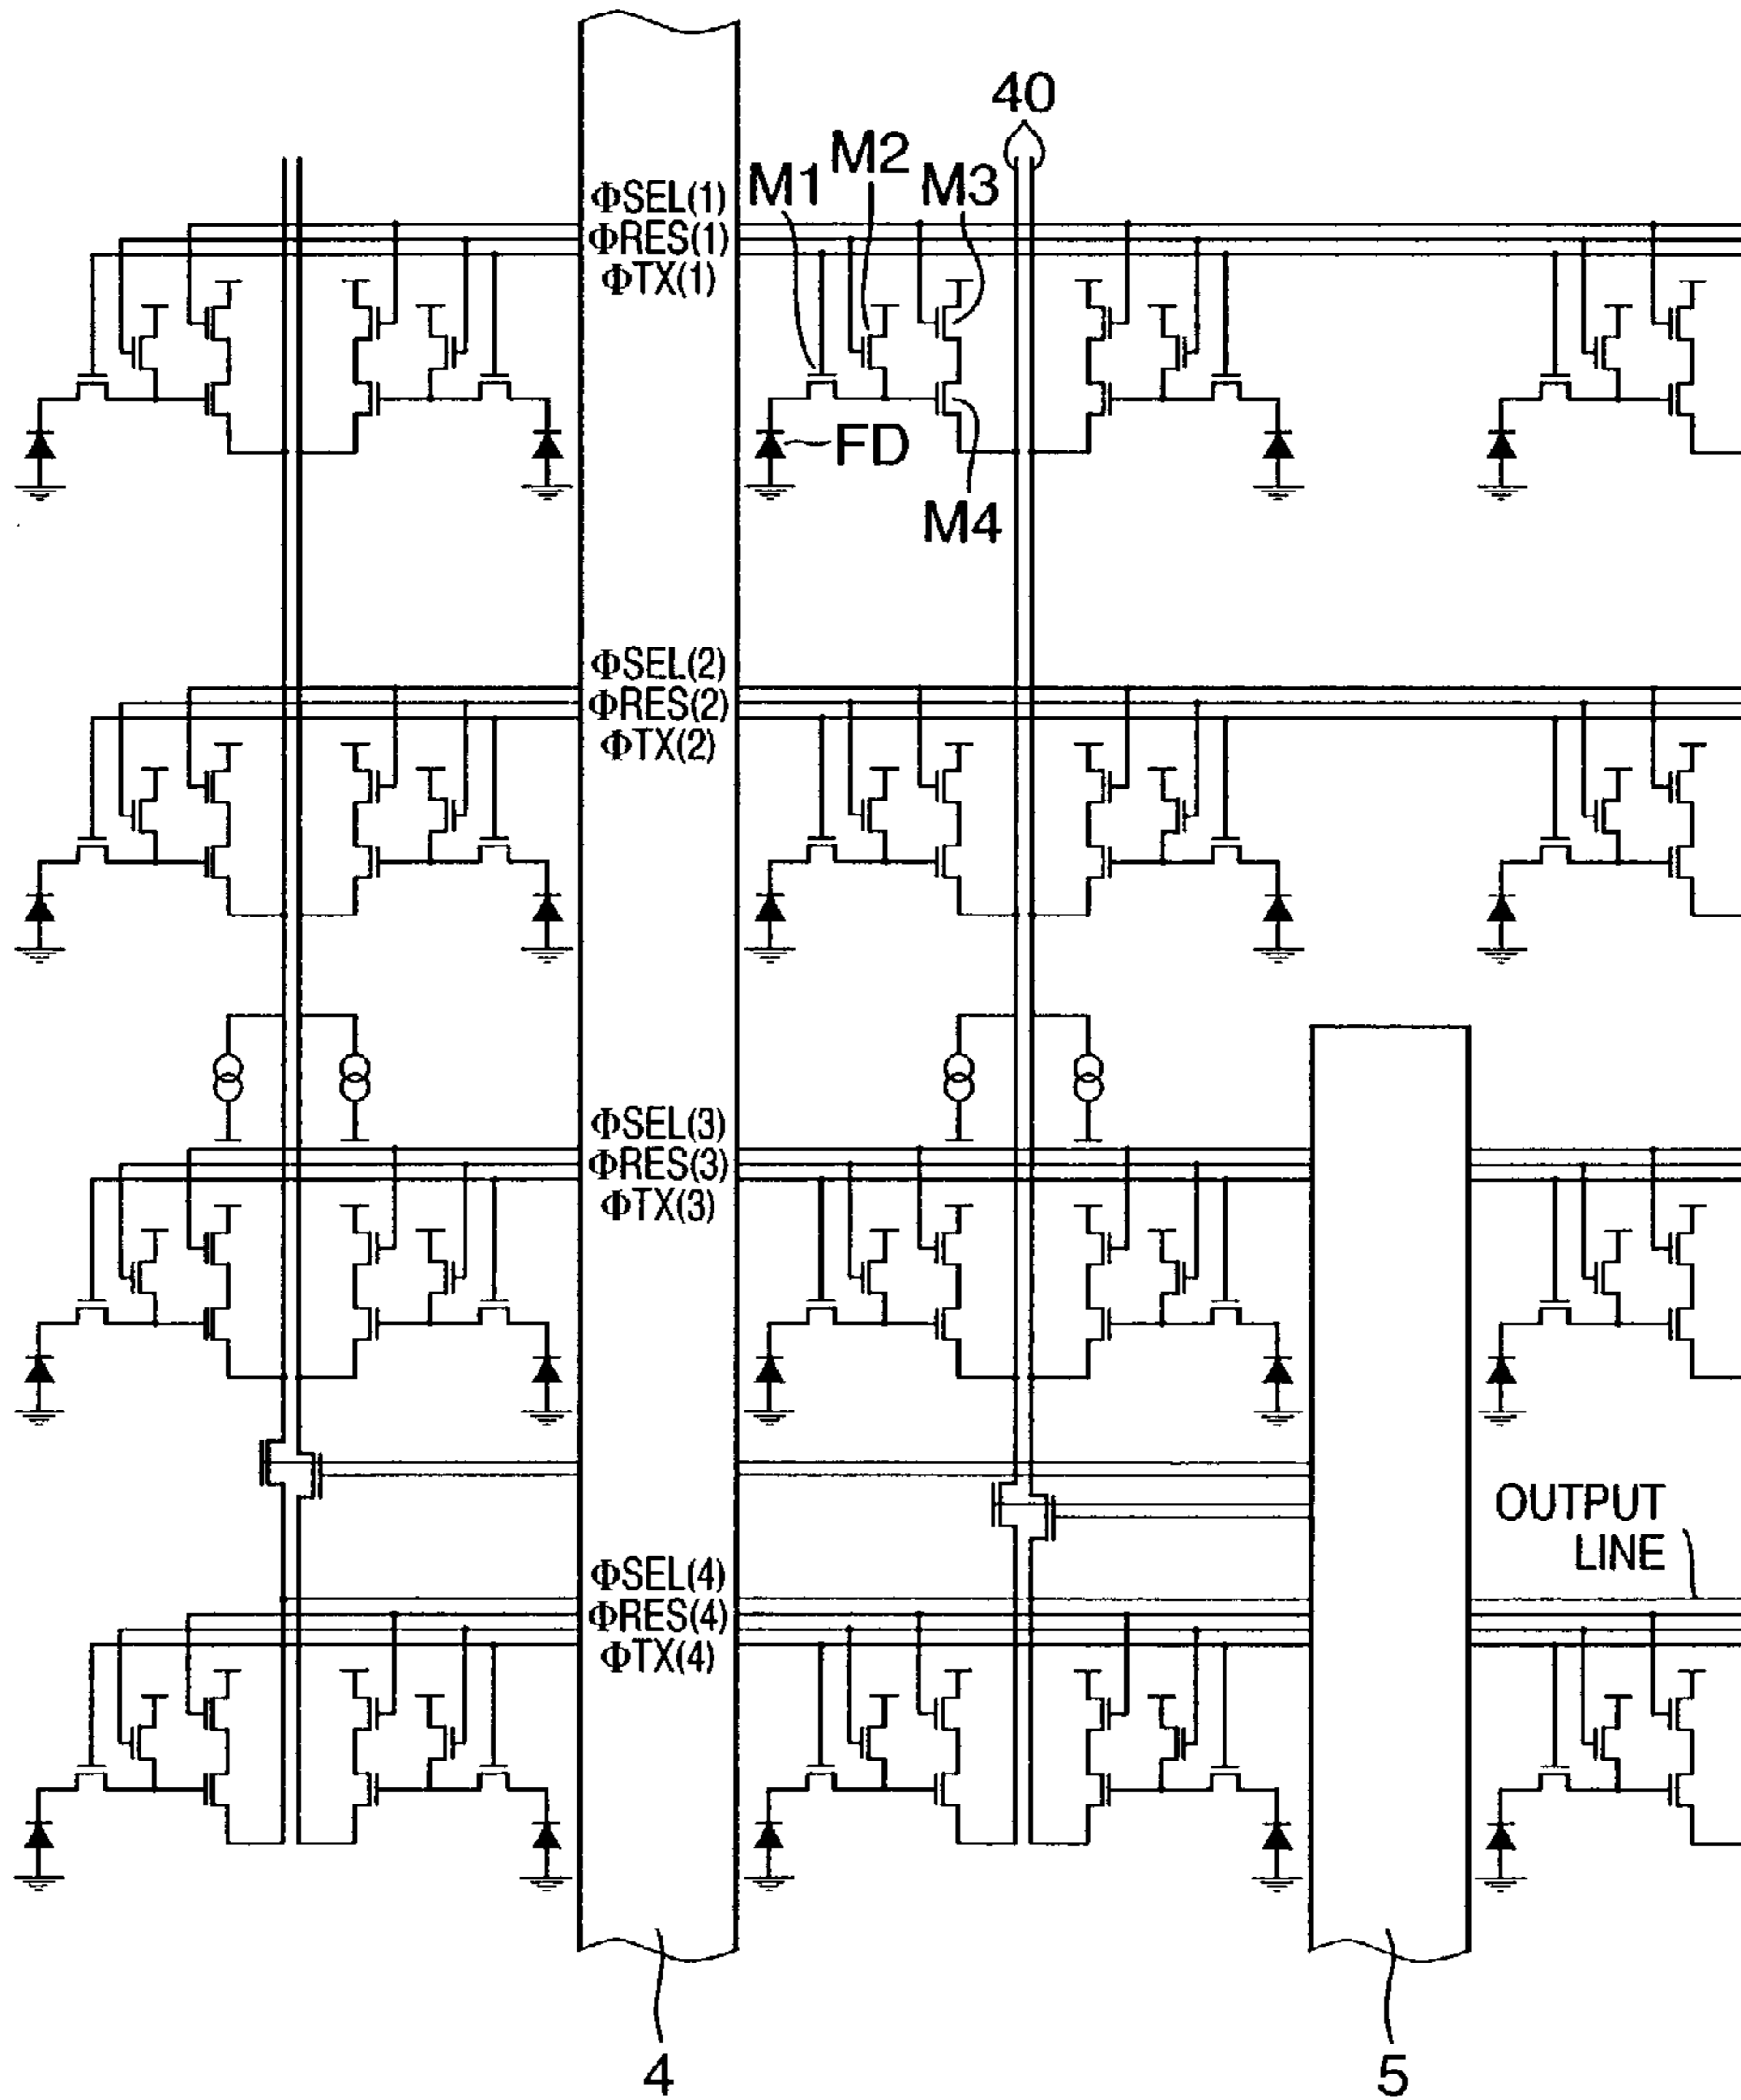 40
M2
M1
M3
ΦSEL(1)
ΦRES(1)
ΦTX(1)
FD
M4
ΦSEL(2)
ΦRES(2)
ΦTX(2)
ΦSEL(3)
ΦRES(3)
ΦTX(3)
OUTPUT
LINE
ΦSEL(4)
ΦRES(4)
ΦTX(4)
4
5